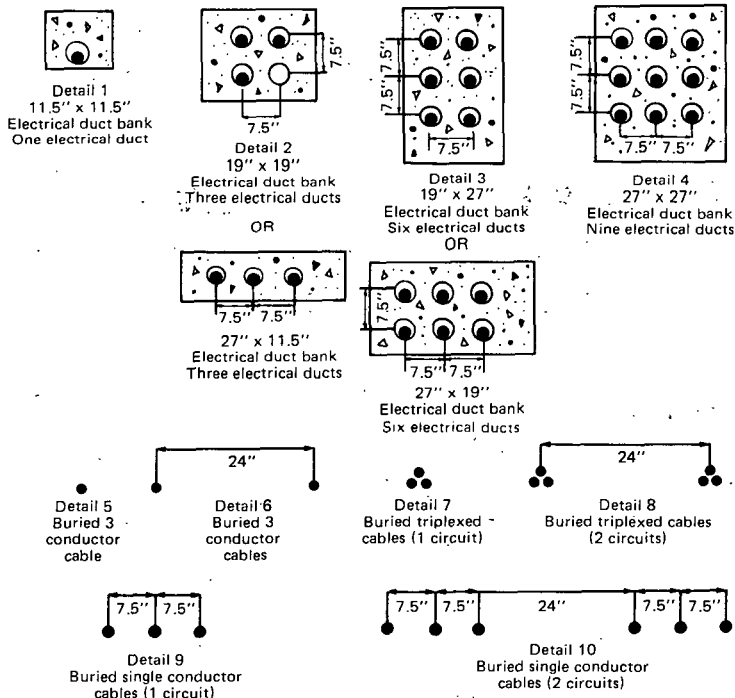 Detail 1
11.5" x 11.5"
Electrical duct bank
One electrical duct
7.5"
7.5"
Detail 2
19" x 19"
Electrical duct bank
Three electrical ducts
OR
27" x 11.5"
7.5" 7.5"
Electrical duct bank
Three electrical ducts
7.5"
7.5"
7.5"
Detail 3
19" x 27"
Electrical duct bank
Six electrical ducts
OR
7.5"
7.5" 7.5"
27" x 19"
Electrical duct bank
Six electrical ducts
7.5"
7.5"
7.5" 7.5"
Detail 4
27" x 27"
Electrical duct bank
Nine electrical ducts
Detail 5
Buried 3
conductor
cable
24"
Detail 6
Buried 3
conductor
cables
Detail 7
Buried triplexed
cables (1 circuit)
24"
Detail 8
Buried triplexed cables
(2 circuits)
7.5" 7.5"
Detail 9
Buried single conductor
cables (1 circuit)
7.5" 7.5" 24" 7.5" 7.5"
Detail 10
Buried single conductor
cables (2 circuits)